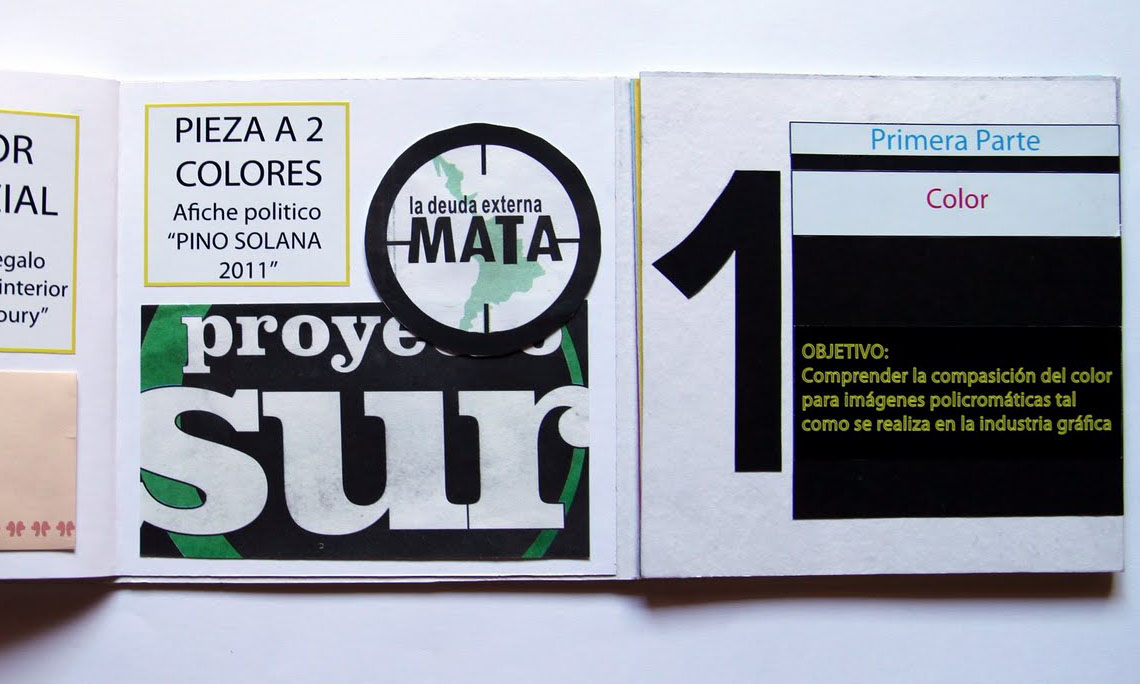 OR
CIAL
egalo
interior
oury"
PIEZA A 2
COLORES
Afiche politico
“PINO SOLANA
2011”
la deuda externa
MATA
proye o
sur
1
Primera Parte
Color
OBJETIVO:
Comprender la compasición del color
para imágenes policromáticas tal
como se realiza en la industria gráfica